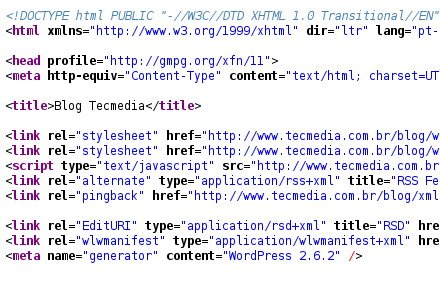 <!DOCTYPE html PUBLIC "-//W3C//DTD XHTML 1.0 Transitional//EN"
<html xmlns="http://www.w3.org/1999/xhtml" dir="ltr" lang="pt-
<head profile="http://gmpg.org/xfn/11">
<meta http-equiv="Content-Type" content="text/html; charset=UT
<title>Blog Tecmedia</title>
<link rel="stylesheet" href="http://www.tecmedia.com.br/blog/w
<link rel="stylesheet" href="http://www.tecmedia.com.br/blog/w
<script type="text/javascript" src="http://www.tecmedia.com.br
<link rel="alternate" type="application/rss+xml" title="RSS Fe
<link rel="pingback" href="http://www.tecmedia.com.br/blog/xml
<link rel="EditURI" type="application/rsd+xml" title="RSD" hre
<link rel="wlwmanifest" type="application/wlwmanifest+xml" hre
<meta name="generator" content="WordPress 2.6.2" />